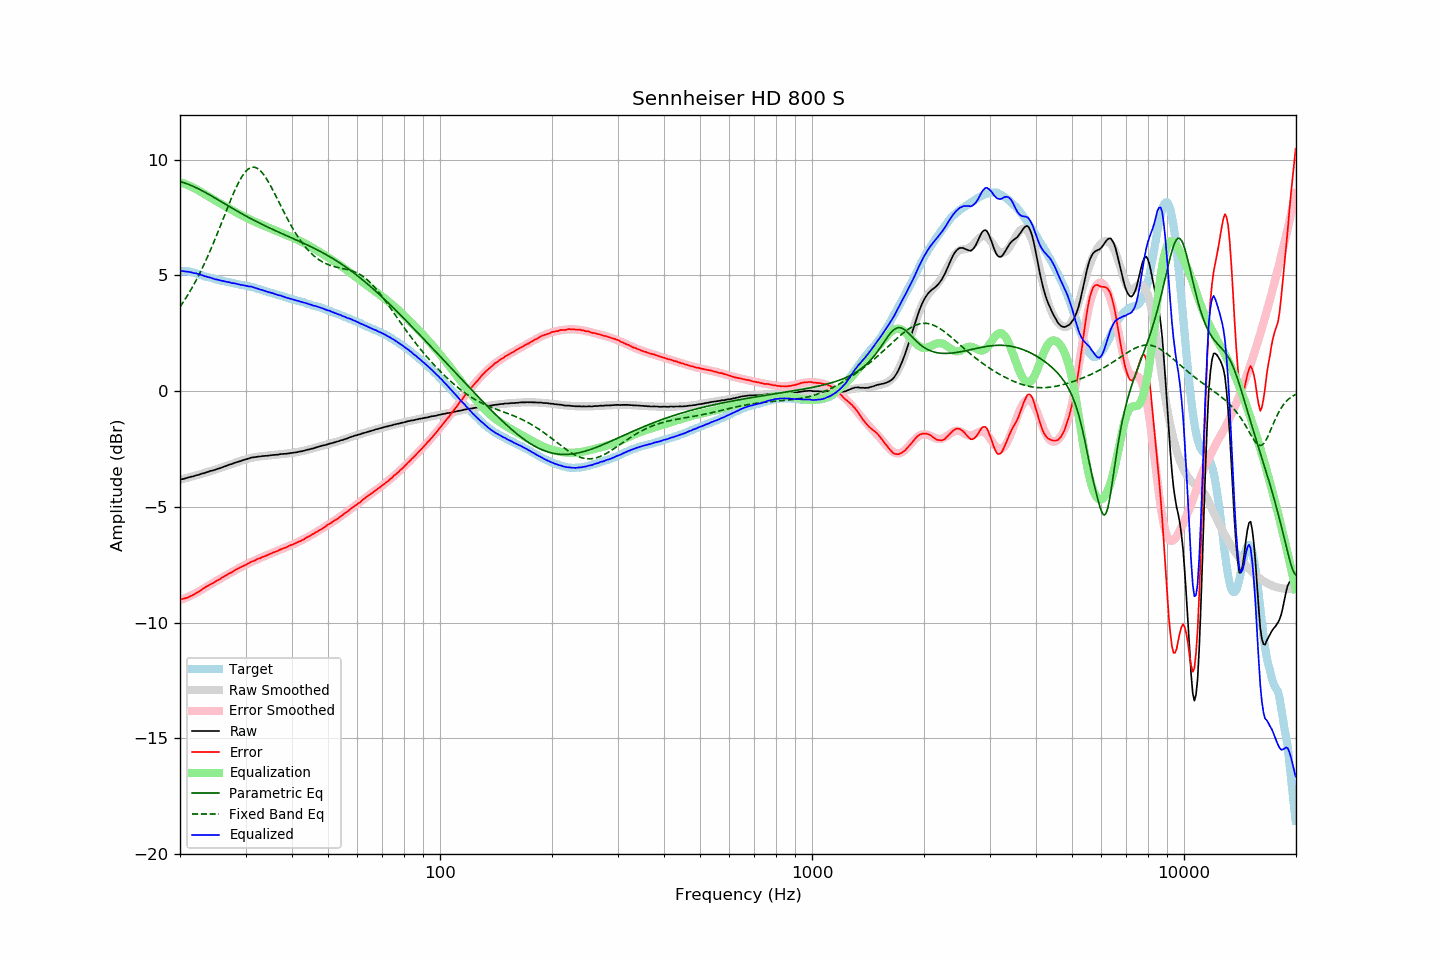 Sennheiser HD 800 S
10
5
0
−5
−10
−15
−20
Amplitude (dBr)
Target
Raw Smoothed
Error Smoothed
Raw
Error
Equalization
Parametric Eq
Fixed Band Eq
Equalized
100 1000 10000
Frequency (Hz)